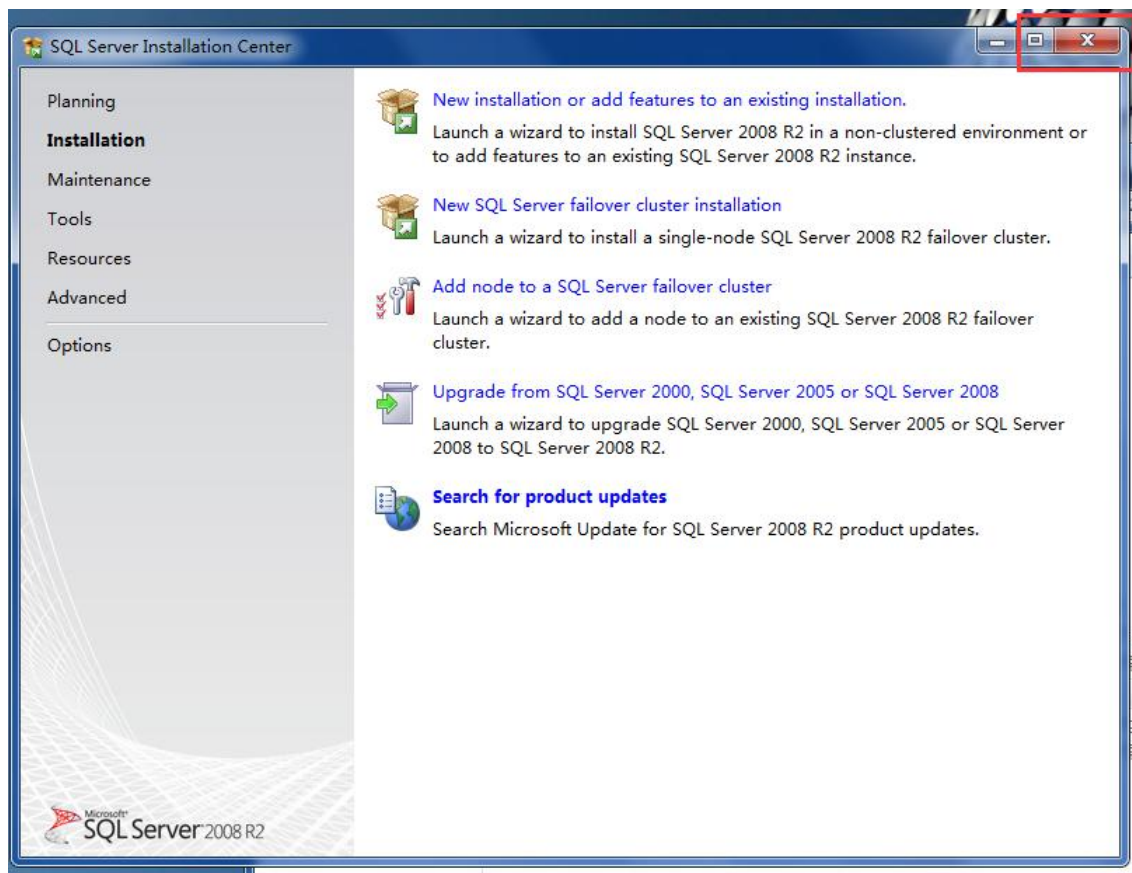 SQL Server Installation Center
Planning
Installation
Maintenance
Tools
Resources
Advanced
Options
New installation or add features to an existing installation.
Launch a wizard to install SQL Server 2008 R2 in a non-clustered environment or
to add features to an existing SQL Server 2008 R2 instance.
New SQL Server failover cluster installation
Launch a wizard to install a single-node SQL Server 2008 R2 failover cluster.
Add node to a SQL Server failover cluster
Launch a wizard to add a node to an existing SQL Server 2008 R2 failover
cluster.
Upgrade from SQL Server 2000, SQL Server 2005 or SQL Server 2008
Launch a wizard to upgrade SQL Server 2000, SQL Server 2005 or SQL Server
2008 to SQL Server 2008 R2.
Search for product updates
Search Microsoft Update for SQL Server 2008 R2 product updates.
Microsoft
SQL Server 2008 R2